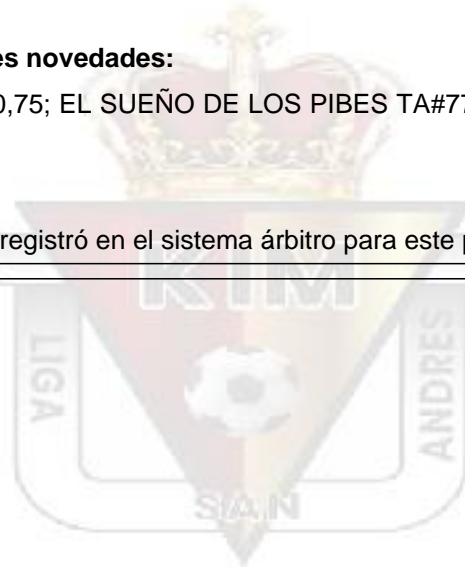 es novedades:
0,75; EL SUEÑO DE LOS PIBES TA#77
registró en el sistema árbitro para este p
KIM
LIGA
ANDRES
SAN